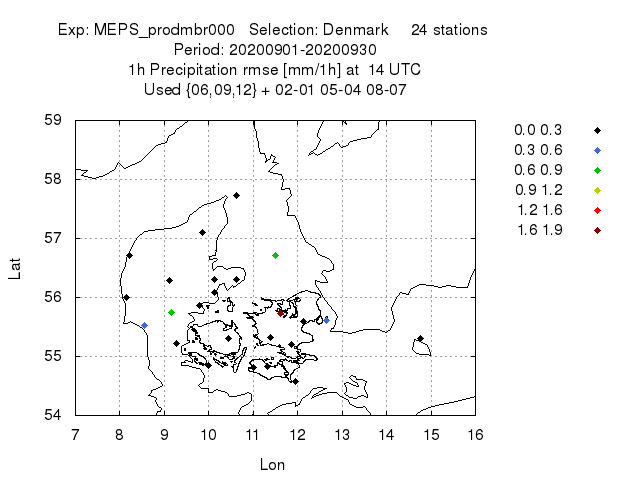 Exp: MEPS_prodmbr000 Selection: Denmark 24 stations
Period: 20200901-20200930
1h Precipitation rmse [mm/1h] at 14 UTC
Used {06,09,12} + 02-01 05-04 08-07
59
58
57
56
55
54
Lat
7 8 9 10 11 12 13 14 15 16
Lon
0.0 0.3
0.3 0.6
0.6 0.9
0.9 1.2
1.2 1.6
1.6 1.9